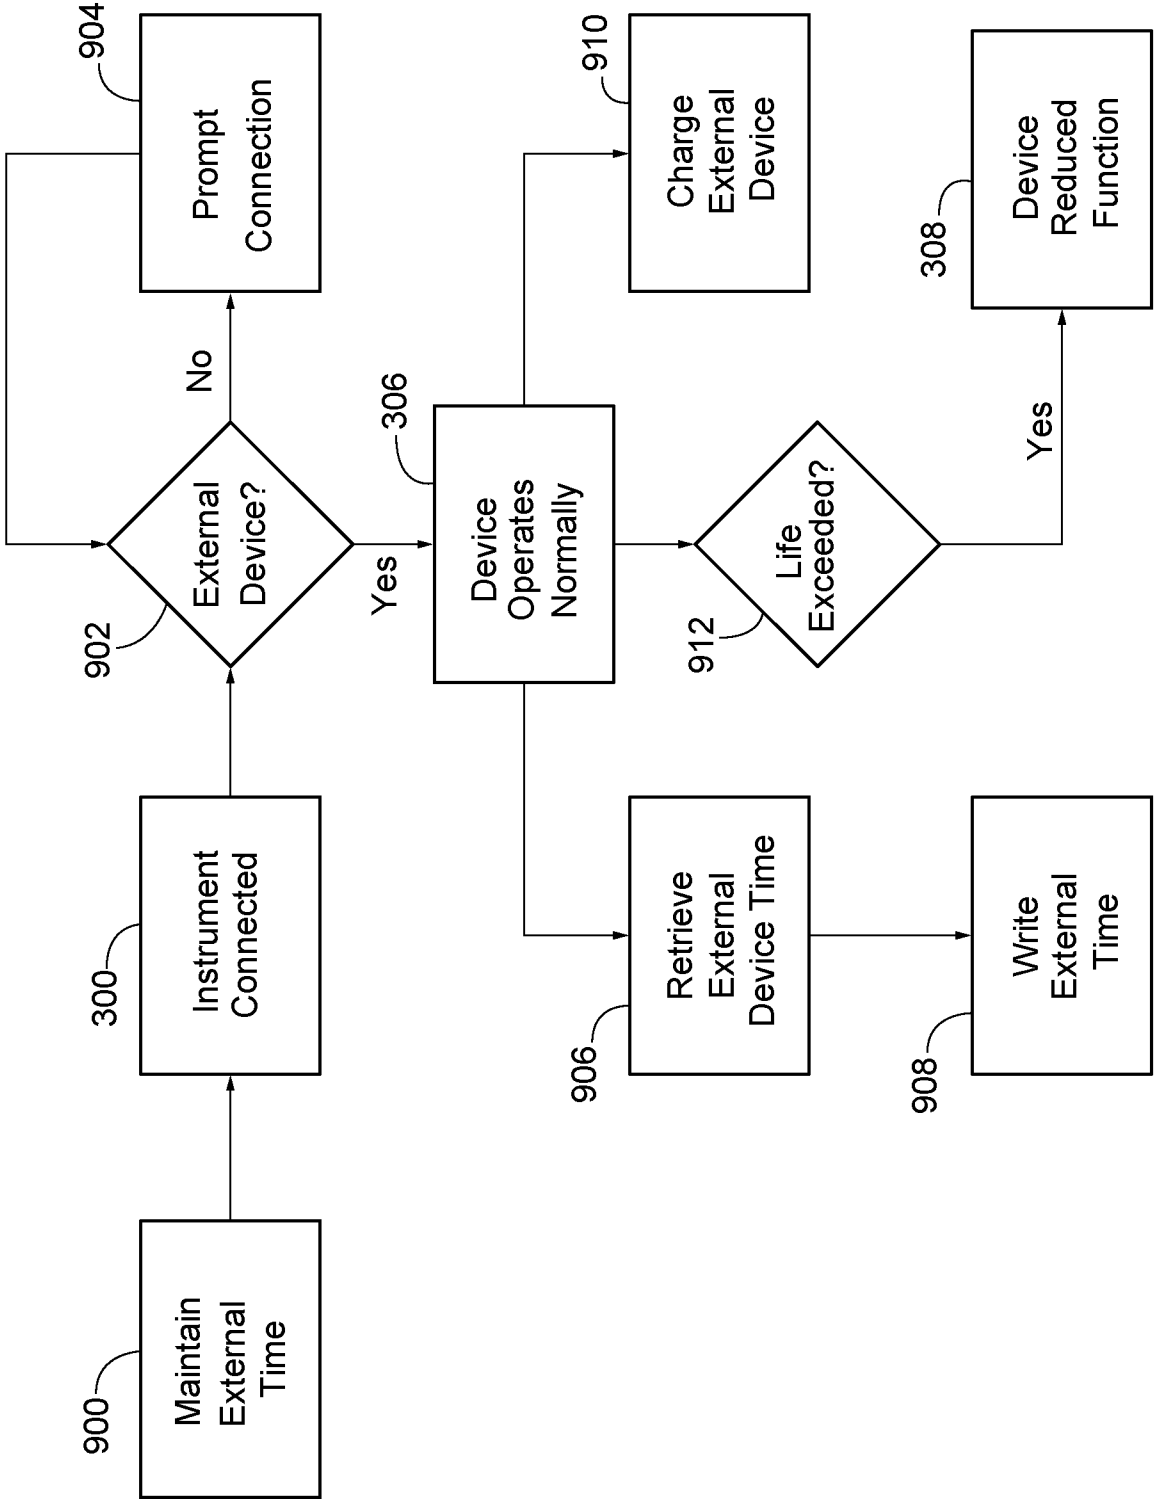 900
Maintain
External
Time
300
Instrument
Connected
902
External
Device?
No
904
Prompt
Connection
Yes
306
Device
Operates
Normally
906
Retrieve
External
Device Time
908
Write
External
Time
910
Charge
External
Device
912
Life
Exceeded?
Yes
308
Device
Reduced
Function